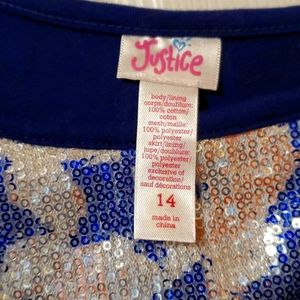 Justice
body/lining
corps/doublure:
100% cotton/
coton
mesh/maille:
100% polyester/
polyester
skirt/lining/
jupe/doublure:
100% polyester/
polyester
exclusive of
decorations/
sauf décorations
14
made in
china